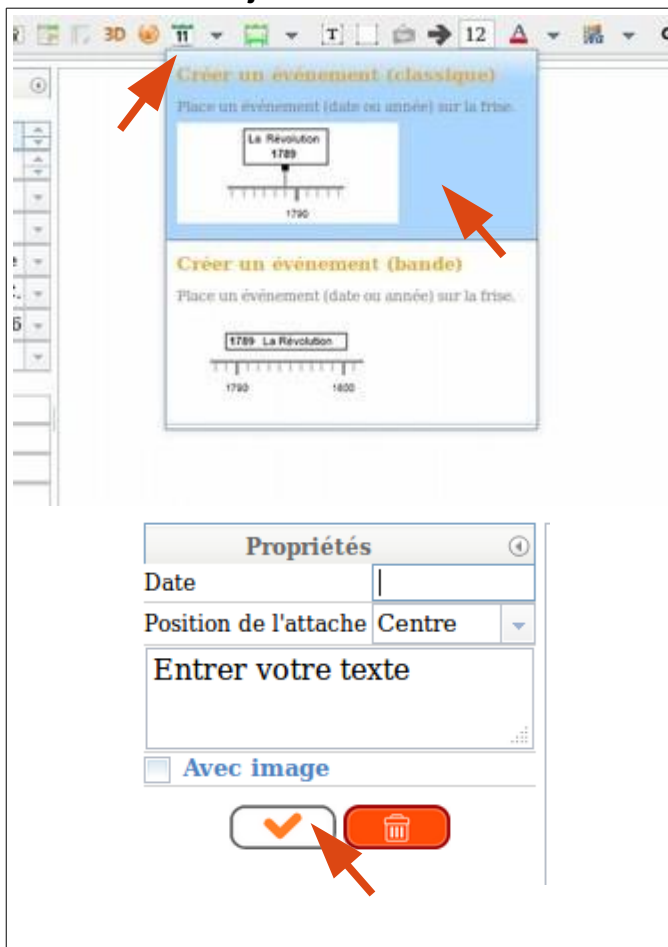 3D 11 T 12 A
Créer un événement (classique)
Place un événement (date ou année) sur la frise.
La Révolution
1789
1790
Créer un événement (bande)
Place un événement (date ou année) sur la frise.
1789 La Révolution
1790 1800
Propriétés
Date
Position de l'attache Centre
Entrer votre texte
Avec image